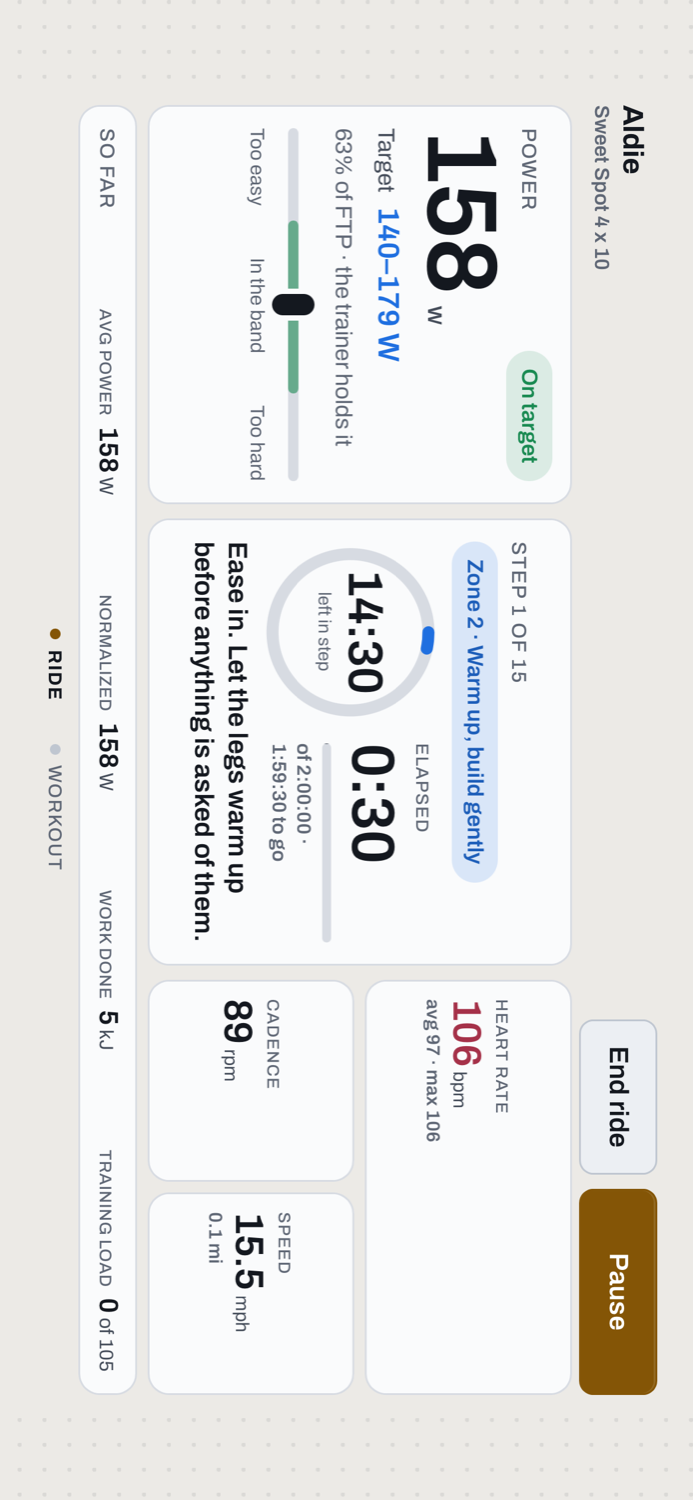 Aldie
Sweet Spot 4 x 10
End ride
Pause
POWER
On target
158 W
Target 140–179 W
63% of FTP · the trainer holds it
Too easy
In the band
Too hard
STEP 1 OF 15
Zone 2 · Warm up, build gently
14:30
left in step
ELAPSED
0:30
of 2:00:00 ·
1:59:30 to go
Ease in. Let the legs warm up
before anything is asked of them.
HEART RATE
106 bpm
avg 97 · max 106
CADENCE
89 rpm
SPEED
15.5 mph
0.1 mi
SO FAR
AVG POWER 158 W
NORMALIZED 158 W
WORK DONE 5 kJ
TRAINING LOAD 0 of 105
RIDE
WORKOUT